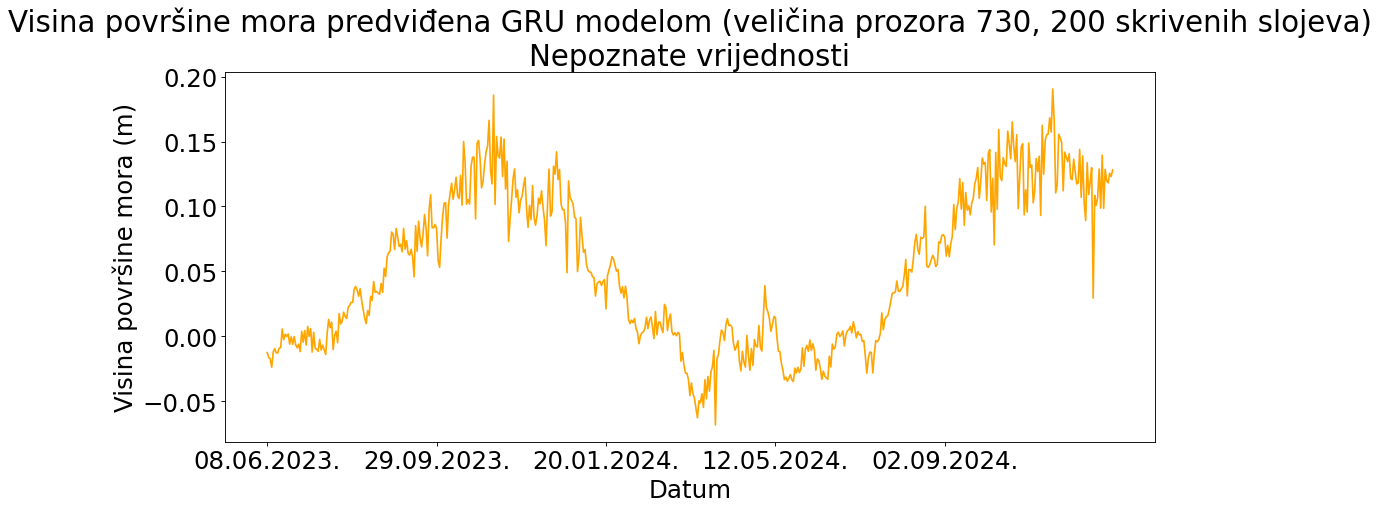 Visina površine mora predviđena GRU modelom (veličina prozora 730, 200 skrivenih slojeva)
Nepoznate vrijednosti
Visina površine mora (m)
0.20
0.15
0.10
0.05
0.00
−0.05
08.06.2023. 29.09.2023. 20.01.2024. 12.05.2024. 02.09.2024.
Datum